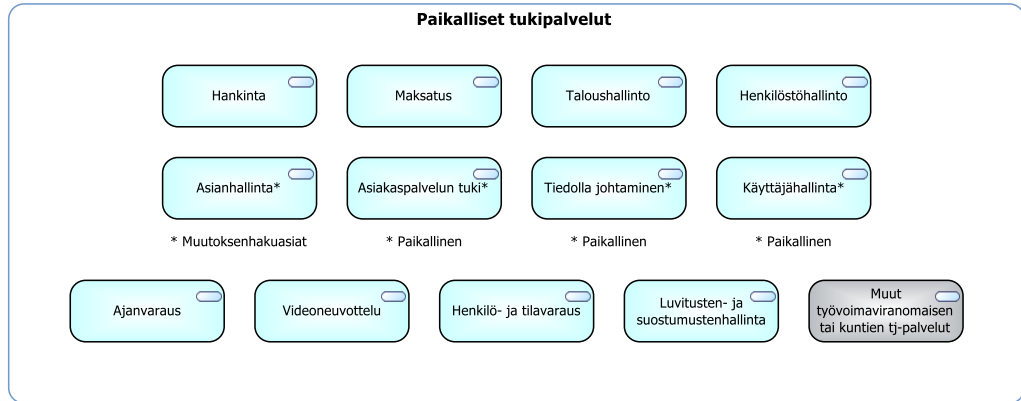 Paikalliset tukipalvelut
Hankinta
Maksatus
Taloushallinto
Henkilöstöhallinto
Asianhallinta*
Asiakaspalvelun tuki*
Tiedolla johtaminen*
Käyttäjähallinta*
* Muutoksenhakuasiat
* Paikallinen
* Paikallinen
* Paikallinen
Ajanvaraus
Videoneuvottelu
Henkilö- ja tilavaraus
Luvitusten- ja
suostumustenhallinta
Muut
työvoimaviranomaisen
tai kuntien tj-palvelut